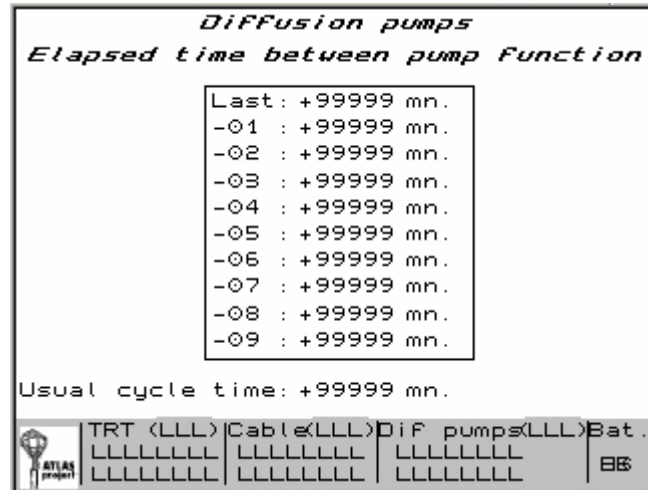 Diffusion pumps
Elapsed time between pump function
Last: +99999 mn.
-01 : +99999 mn.
-02 : +99999 mn.
-03 : +99999 mn.
-04 : +99999 mn.
-05 : +99999 mn.
-06 : +99999 mn.
-07 : +99999 mn.
-08 : +99999 mn.
-09 : +99999 mn.
Usual cycle time: +99999 mn.
TRT (LLL) Cable(LLL) Dif pumps(LLL) Bat.
LLLLLLLL LLLLLLLL LLLLLLLL
LLLLLLLL LLLLLLLL LLLLLLLL
ATLAS
project